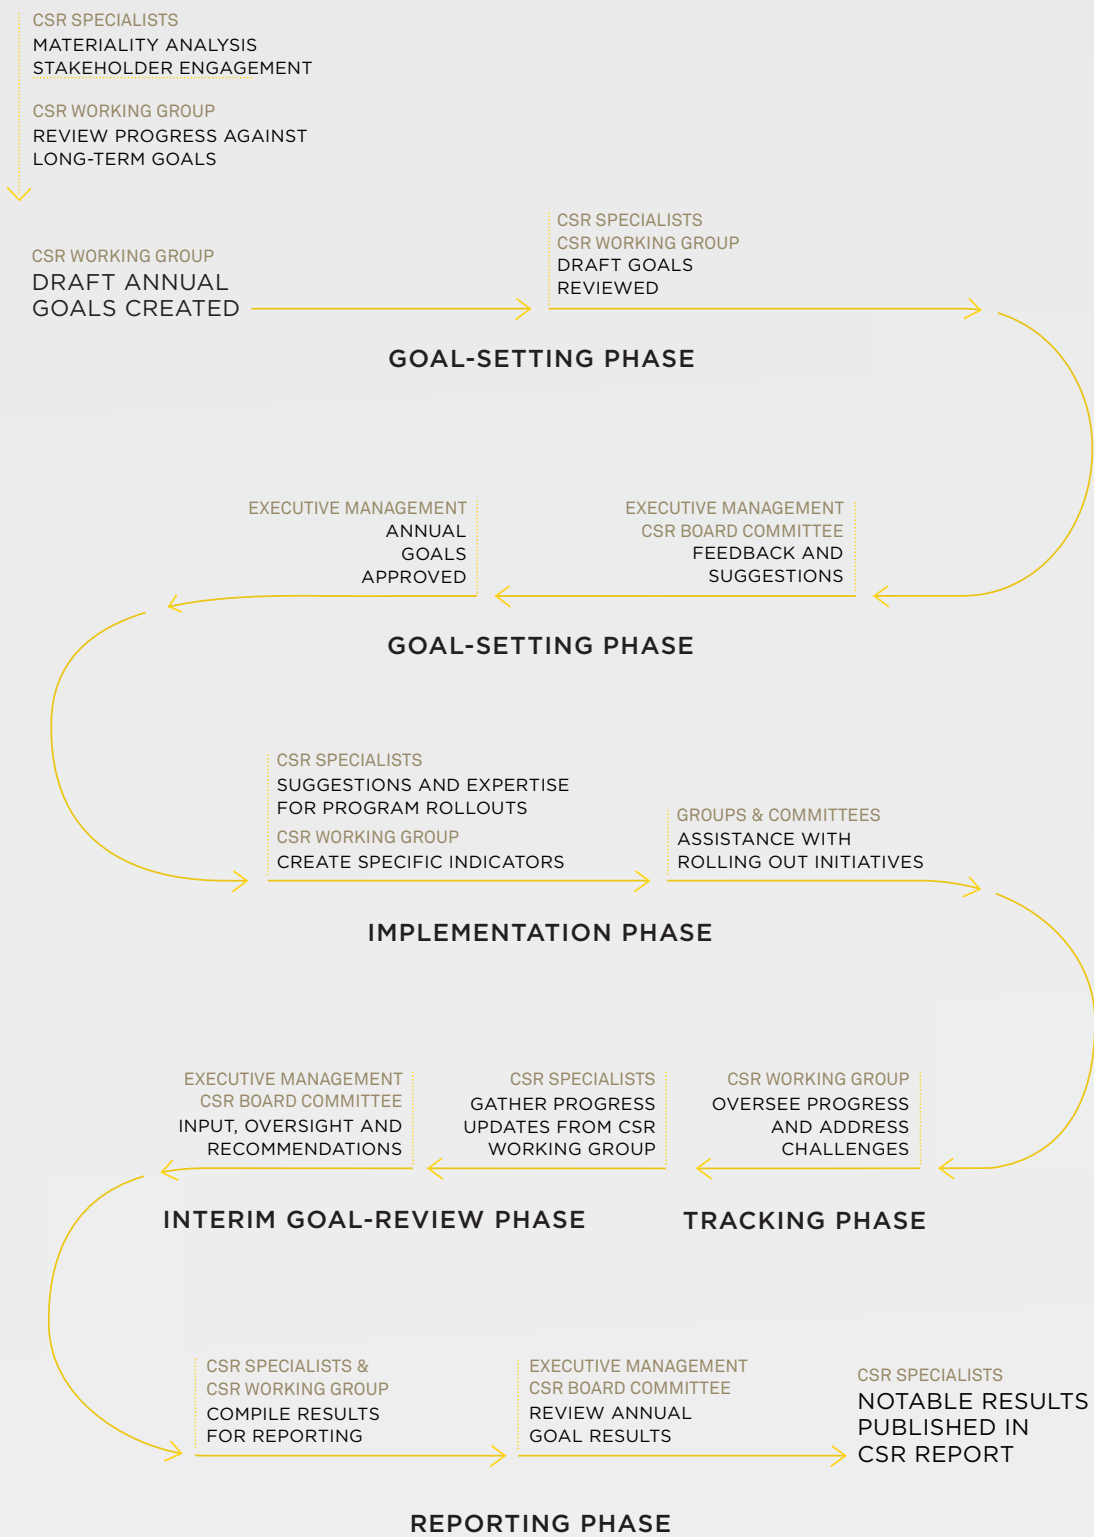 CSR SPECIALISTS
MATERIALITY ANALYSIS
STAKEHOLDER ENGAGEMENT
CSR WORKING GROUP
REVIEW PROGRESS AGAINST
LONG-TERM GOALS
CSR WORKING GROUP
DRAFT ANNUAL
GOALS CREATED
CSR SPECIALISTS
CSR WORKING GROUP
DRAFT GOALS
REVIEWED
GOAL-SETTING PHASE
EXECUTIVE MANAGEMENT
CSR BOARD COMMITTEE
FEEDBACK AND
SUGGESTIONS
EXECUTIVE MANAGEMENT
ANNUAL
GOALS
APPROVED
GOAL-SETTING PHASE
CSR SPECIALISTS
SUGGESTIONS AND EXPERTISE
FOR PROGRAM ROLLOUTS
CSR WORKING GROUP
CREATE SPECIFIC INDICATORS
GROUPS & COMMITTEES
ASSISTANCE WITH
ROLLING OUT INITIATIVES
IMPLEMENTATION PHASE
CSR WORKING GROUP
OVERSEE PROGRESS
AND ADDRESS
CHALLENGES
TRACKING PHASE
CSR SPECIALISTS
GATHER PROGRESS
UPDATES FROM CSR
WORKING GROUP
EXECUTIVE MANAGEMENT
CSR BOARD COMMITTEE
INPUT, OVERSIGHT AND
RECOMMENDATIONS
INTERIM GOAL-REVIEW PHASE
CSR SPECIALISTS &
CSR WORKING GROUP
COMPILE RESULTS
FOR REPORTING
EXECUTIVE MANAGEMENT
CSR BOARD COMMITTEE
REVIEW ANNUAL
GOAL RESULTS
CSR SPECIALISTS
NOTABLE RESULTS
PUBLISHED IN
CSR REPORT
REPORTING PHASE